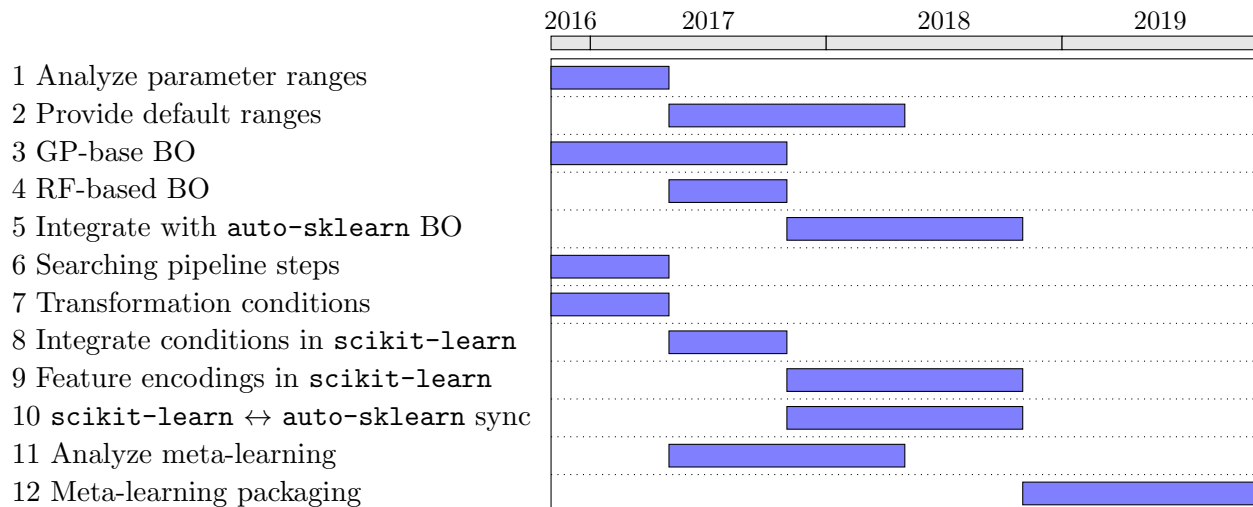 2016 2017 2018 2019
1 Analyze parameter ranges
2 Provide default ranges
3 GP-base BO
4 RF-based BO
5 Integrate with auto-sklearn BO
6 Searching pipeline steps
7 Transformation conditions
8 Integrate conditions in scikit-learn
9 Feature encodings in scikit-learn
10 scikit-learn ↔ auto-sklearn sync
11 Analyze meta-learning
12 Meta-learning packaging